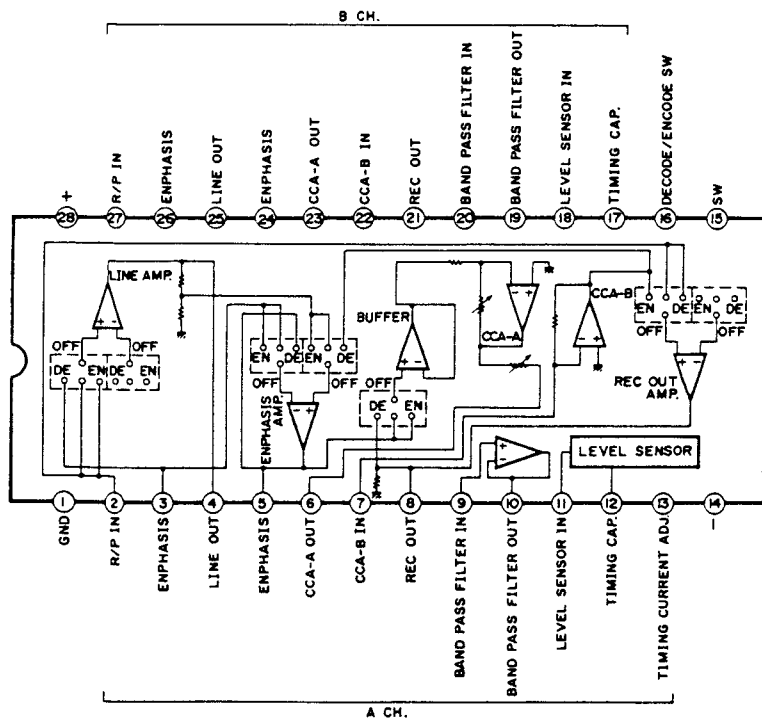 B CH.
R/P IN
ENPHASIS
LINE OUT
ENPHASIS
CCA-A OUT
CCA-B IN
REC OUT
BAND PASS FILTER IN
BAND PASS FILTER OUT
LEVEL SENSOR IN
TIMING CAP.
DECODE/ENCODE SW
SW
+
28 27 26 25 24 23 22 21 20 19 18 17 16 15
LINE AMP.
+ -
OFF OFF
DE EN DE EN
EN DE EN DE
OFF OFF
- +
ENPHASIS AMP.
BUFFER
+ -
OFF
DE EN
- +
CCA-A
CCA-B
- +
EN DE EN DE
OFF OFF
+ -
REC OUT AMP.
+
-
LEVEL SENSOR
1 2 3 4 5 6 7 8 9 10 11 12 13 14
GND
R/P IN
ENPHASIS
LINE OUT
ENPHASIS
CCA-A OUT
CCA-B IN
REC OUT
BAND PASS FILTER IN
BAND PASS FILTER OUT
LEVEL SENSOR IN
TIMING CAP.
TIMING CURRENT ADJ.
-
A CH.